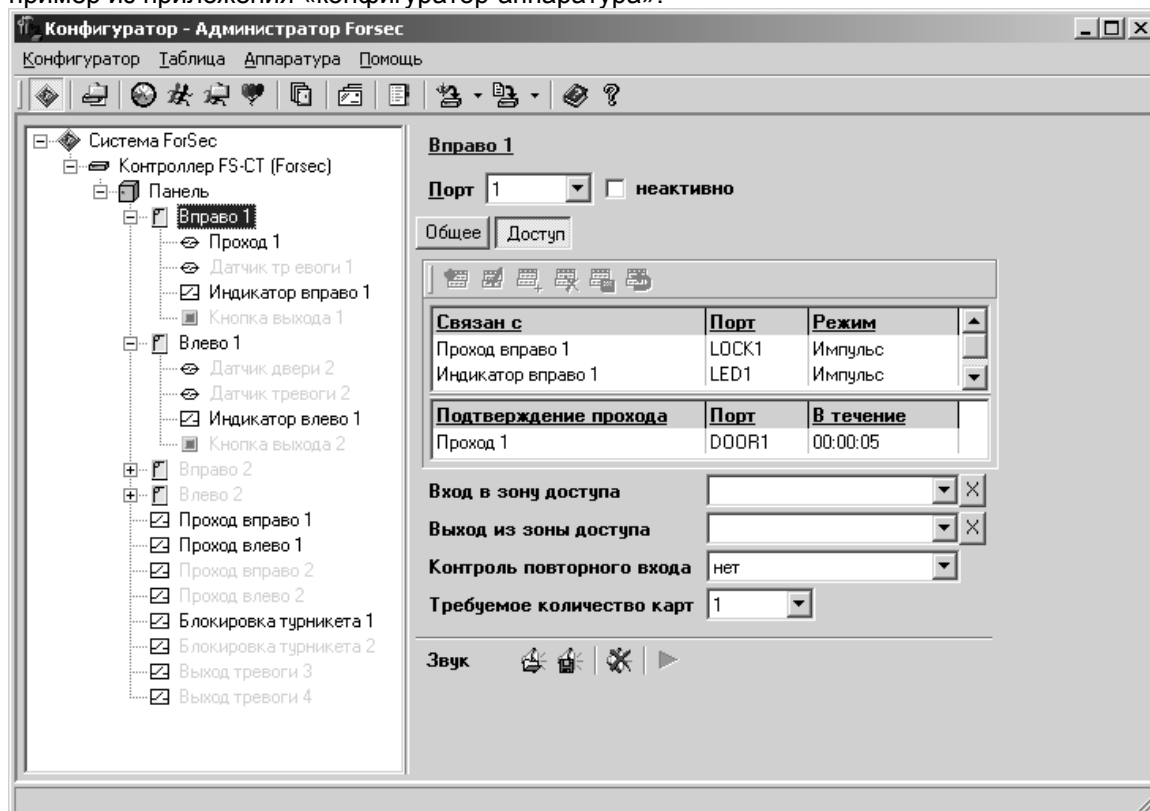 пример из приложения «конфигуратор-аппаратура».
Конфигуратор - Администратор Forsec
Конфигуратор Таблица Аппаратура Помощь
Система ForSec
Контроллер FS-CT (Forsec)
Панель
Вправо 1
Проход 1
Датчик тр евоги 1
Индикатор вправо 1
Кнопка выхода 1
Влево 1
Датчик двери 2
Датчик тревоги 2
Индикатор влево 1
Кнопка выхода 2
Вправо 2
Влево 2
Проход вправо 1
Проход влево 1
Проход вправо 2
Проход влево 2
Блокировка турникета 1
Блокировка турникета 2
Выход тревоги 3
Выход тревоги 4
Вправо 1
Порт 1 неактивно
Общее Доступ
Связан с Порт Режим
Проход вправо 1 LOCK1 Импульс
Индикатор вправо 1 LED1 Импульс
Подтверждение прохода Порт В течение
Проход 1 DOOR1 00:00:05
Вход в зону доступа
Выход из зоны доступа
Контроль повторного входа нет
Требуемое количество карт 1
Звук